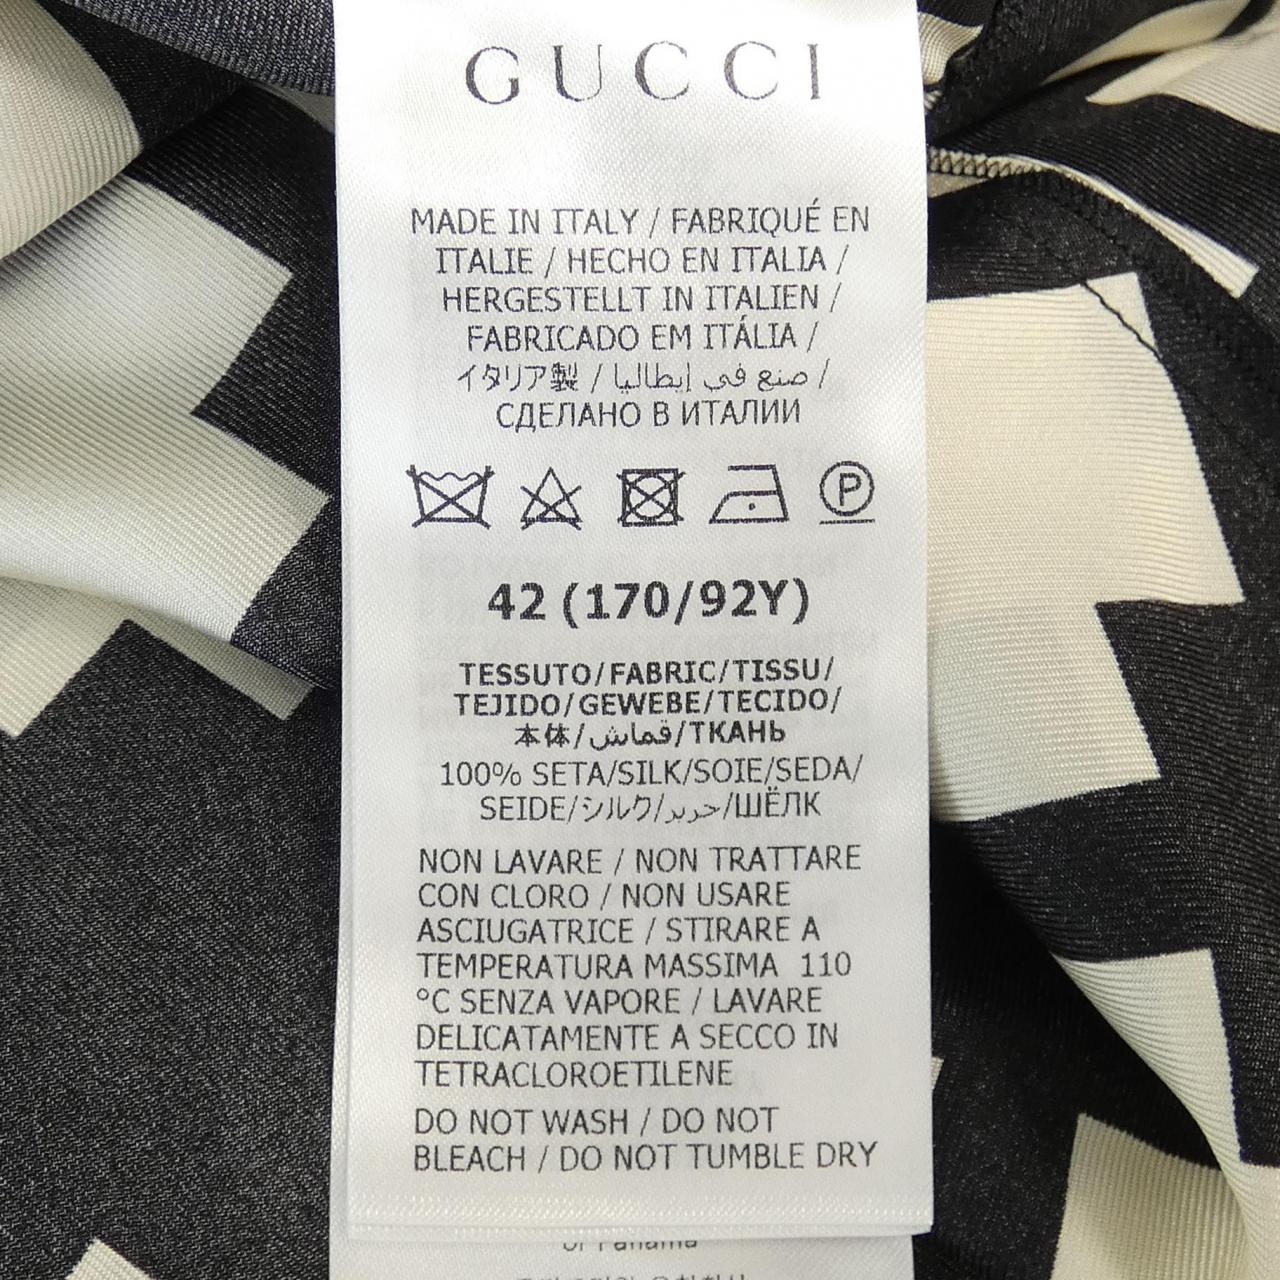 GUCCI
MADE IN ITALY / FABRIQUÉ EN
ITALIE / HECHO EN ITALIA /
HERGESTELLT IN ITALIEN /
FABRICADO EM ITÁLIA /
イタリア製 / صنع في إيطاليا /
СДЕЛАНО В ИТАЛИИ
P
42 (170/92Y)
TESSUTO/FABRIC/TISSU/
TEJIDO/GEWEBE/TECIDO/
本体/قماش/ТКАНЬ
100% SETA/SILK/SOIE/SEDA/
SEIDE/シルク/حرير/ШЁЛК
NON LAVARE / NON TRATTARE
CON CLORO / NON USARE
ASCIUGATRICE / STIRARE A
TEMPERATURA MASSIMA 110
°C SENZA VAPORE / LAVARE
DELICATAMENTE A SECCO IN
TETRACLOROETILENE
DO NOT WASH / DO NOT
BLEACH / DO NOT TUMBLE DRY
of Panama